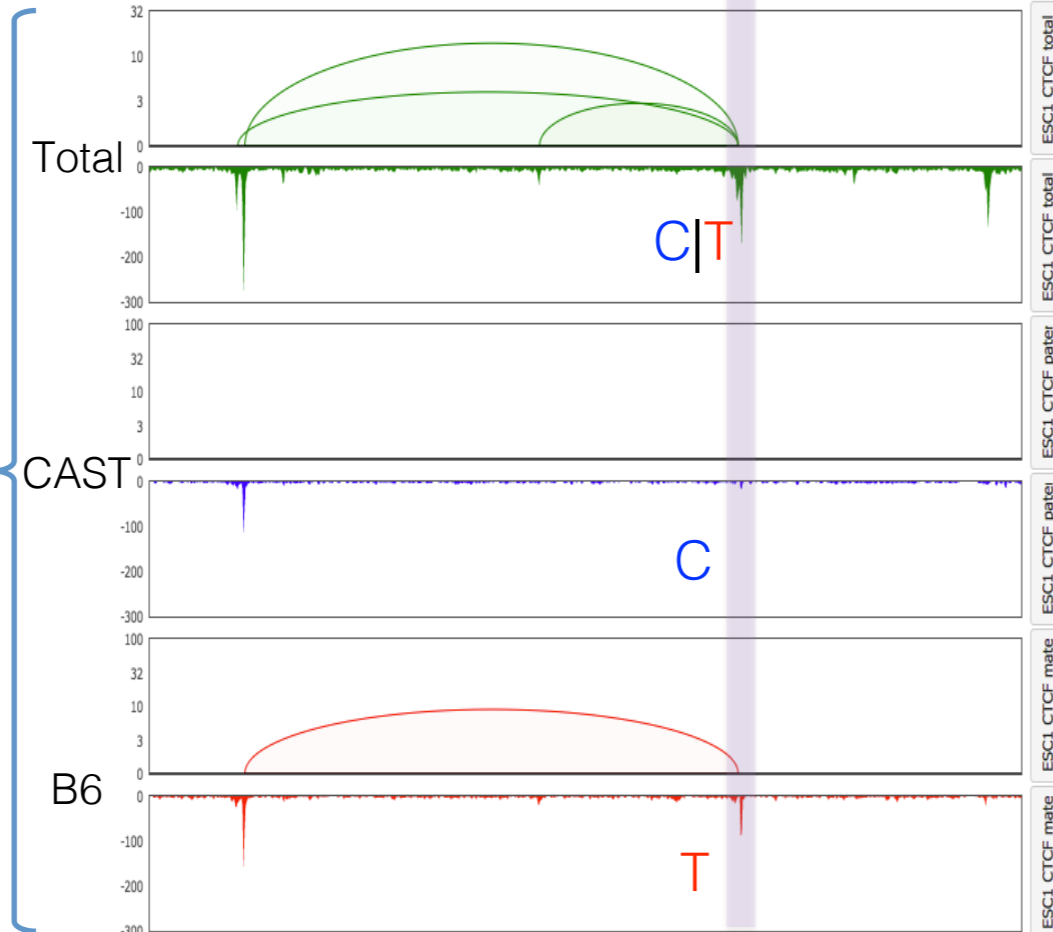 32
10
3
0
ESC1 CTCF total
Total
0
-100
-200
-300
C|T
ESC1 CTCF total
100
32
10
3
0
ESC1 CTCF pater
CAST
0
-100
-200
-300
C
ESC1 CTCF pater
100
32
10
3
0
ESC1 CTCF mate
B6
0
-100
-200
-300
T
ESC1 CTCF mate